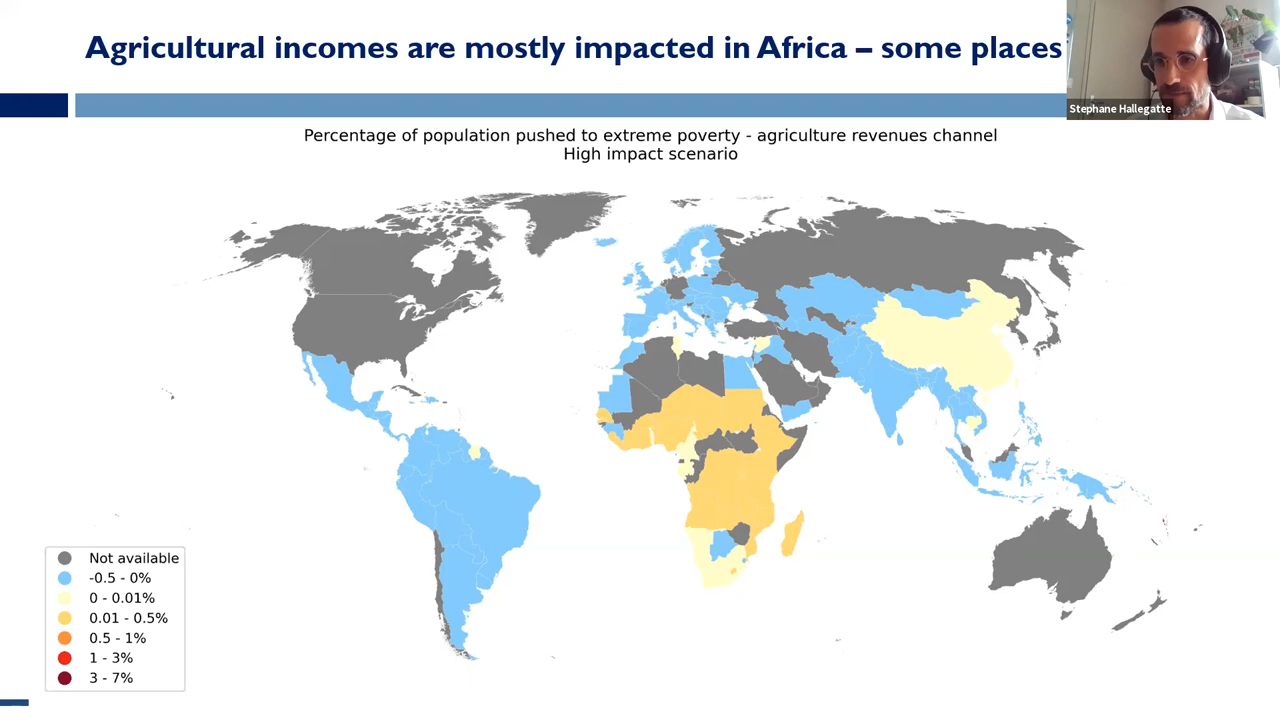 Agricultural incomes are mostly impacted in Africa – some places
Stephane Hallegatte
Percentage of population pushed to extreme poverty - agriculture revenues channel
High impact scenario
Not available
-0.5 - 0%
0 - 0.01%
0.01 - 0.5%
0.5 - 1%
1 - 3%
3 - 7%